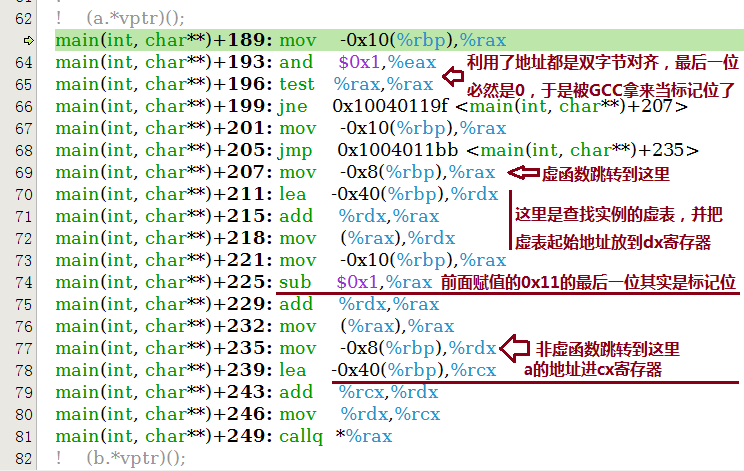 62 ! (a.*vptr)();
main(int, char**)+189: mov -0x10(%rbp),%rax
64 main(int, char**)+193: and $0x1,%eax 利用了地址都是双字节对齐，最后一位
65 main(int, char**)+196: test %rax,%rax 必然是0，于是被GCC拿来当标记位了
66 main(int, char**)+199: jne 0x10040119f <main(int, char**)+207>
67 main(int, char**)+201: mov -0x10(%rbp),%rax
68 main(int, char**)+205: jmp 0x1004011bb <main(int, char**)+235>
69 main(int, char**)+207: mov -0x8(%rbp),%rax 虚函数跳转到这里
70 main(int, char**)+211: lea -0x40(%rbp),%rdx
71 main(int, char**)+215: add %rdx,%rax 这里是查找实例的虚表，并把
72 main(int, char**)+218: mov (%rax),%rdx 虚表起始地址放到dx寄存器
73 main(int, char**)+221: mov -0x10(%rbp),%rax
74 main(int, char**)+225: sub $0x1,%rax 前面赋值的0x11的最后一位其实是标记位
75 main(int, char**)+229: add %rdx,%rax
76 main(int, char**)+232: mov (%rax),%rax
77 main(int, char**)+235: mov -0x8(%rbp),%rdx 非虚函数跳转到这里
78 main(int, char**)+239: lea -0x40(%rbp),%rcx a的地址进cx寄存器
79 main(int, char**)+243: add %rcx,%rdx
80 main(int, char**)+246: mov %rdx,%rcx
81 main(int, char**)+249: callq *%rax
82 ! (b.*vptr)();